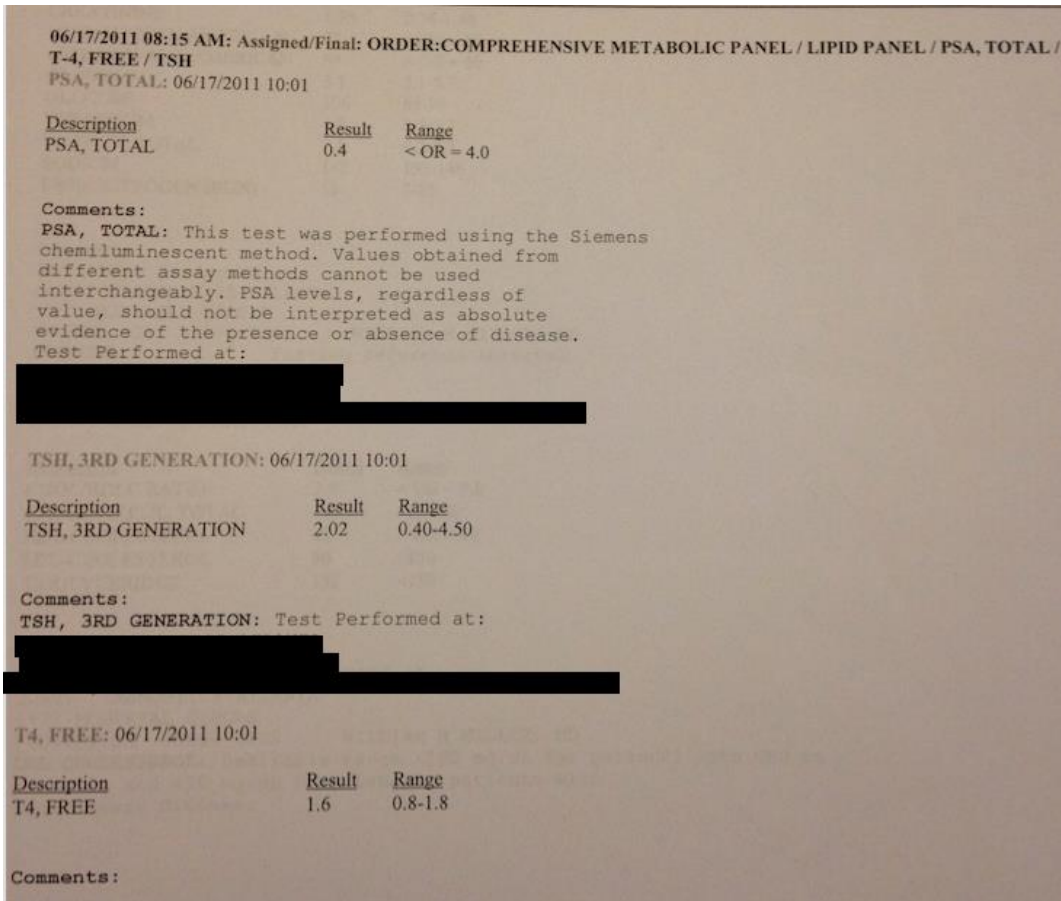 06/17/2011 08:15 AM: Assigned/Final: ORDER:COMPREHENSIVE METABOLIC PANEL / LIPID PANEL / PSA, TOTAL /
T-4, FREE / TSH
PSA, TOTAL: 06/17/2011 10:01
Description Result Range
PSA, TOTAL 0.4 < OR = 4.0
Comments:
PSA, TOTAL: This test was performed using the Siemens
chemiluminescent method. Values obtained from
different assay methods cannot be used
interchangeably. PSA levels, regardless of
value, should not be interpreted as absolute
evidence of the presence or absence of disease.
Test Performed at:
TSH, 3RD GENERATION: 06/17/2011 10:01
Description Result Range
TSH, 3RD GENERATION 2.02 0.40-4.50
Comments:
TSH, 3RD GENERATION: Test Performed at:
T4, FREE: 06/17/2011 10:01
Description Result Range
T4, FREE 1.6 0.8-1.8
Comments: